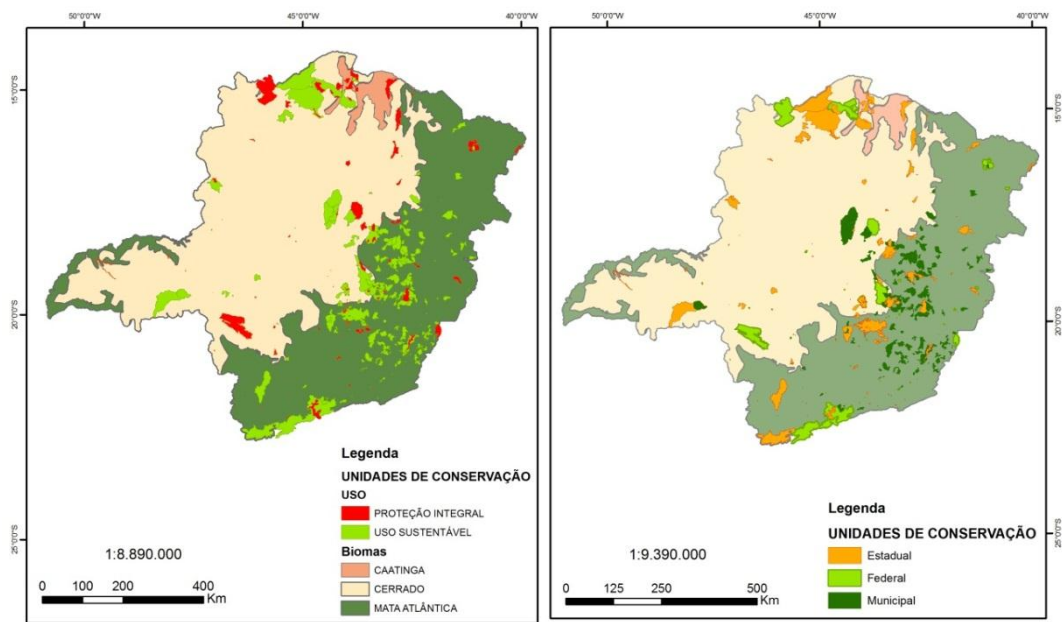 50°0'0"W 45°0'0"W 40°0'0"W
15°0'0"S
20°0'0"S
25°0'0"S
Legenda
UNIDADES DE CONSERVAÇÃO
USO
PROTEÇÃO INTEGRAL
USO SUSTENTÁVEL
Biomas
CAATINGA
CERRADO
MATA ATLÂNTICA
1:8.890.000
0 100 200 400
Km
50°0'0"W 45°0'0"W 40°0'0"W
15°0'0"S
20°0'0"S
25°0'0"S
Legenda
UNIDADES DE CONSERVAÇÃO
Estadual
Federal
Municipal
1:9.390.000
0 125 250 500
Km